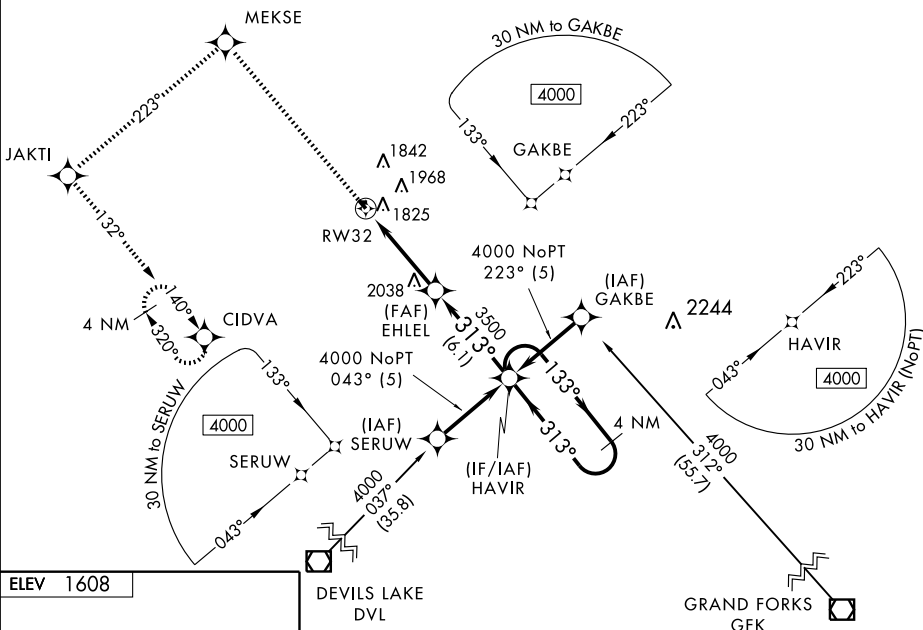 MEKSE
30 NM to GAKBE
4000
133°
223°
GAKBE
223°
JAKTI
1842
1968
1825
RW32
132°
4000 NoPT
223° (5)
(IAF)
GAKBE
2244
223°
HAVIR
043°
4000
30 NM to HAVIR (NoPT)
2038
(FAF)
EHLEL
3500
313°
(6.1)
140°
4 NM
320°
CIDVA
4000 NoPT
043° (5)
133°
313°
4 NM
133°
4000
30 NM to SERUW
SERUW
043°
(IAF)
SERUW
(IF/IAF)
HAVIR
4000
312°
(55.7)
4000
037°
(35.8)
ELEV 1608
DEVILS LAKE
DVL
GRAND FORKS
GFK